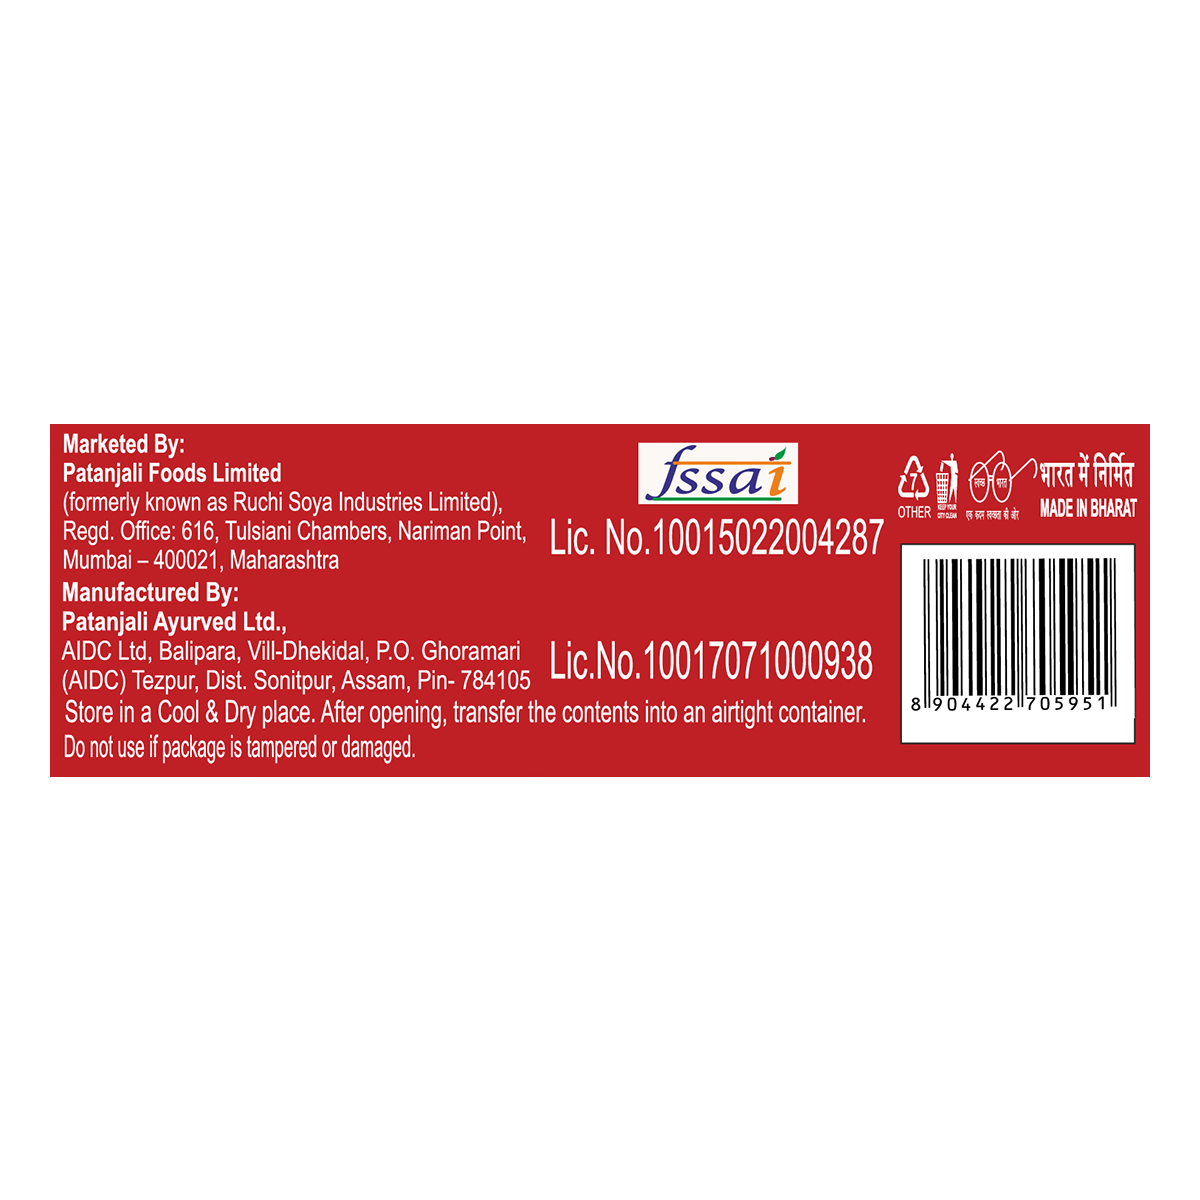 Marketed By:
Patanjali Foods Limited
(formerly known as Ruchi Soya Industries Limited),
Regd. Office: 616, Tulsiani Chambers, Nariman Point,
Mumbai – 400021, Maharashtra
Manufactured By:
Patanjali Ayurved Ltd.,
AIDC Ltd, Balipara, Vill-Dhekidal, P.O. Ghoramari
(AIDC) Tezpur, Dist. Sonitpur, Assam, Pin- 784105
Store in a Cool & Dry place. After opening, transfer the contents into an airtight container.
Do not use if package is tampered or damaged.
fssai
Lic. No.10015022004287
Lic.No.10017071000938
7
OTHER
KEEP YOUR
CITY CLEAN
स्वच्छ भारत
एक कदम स्वच्छता की ओर
भारत में निर्मित
MADE IN BHARAT
8 904422 705951